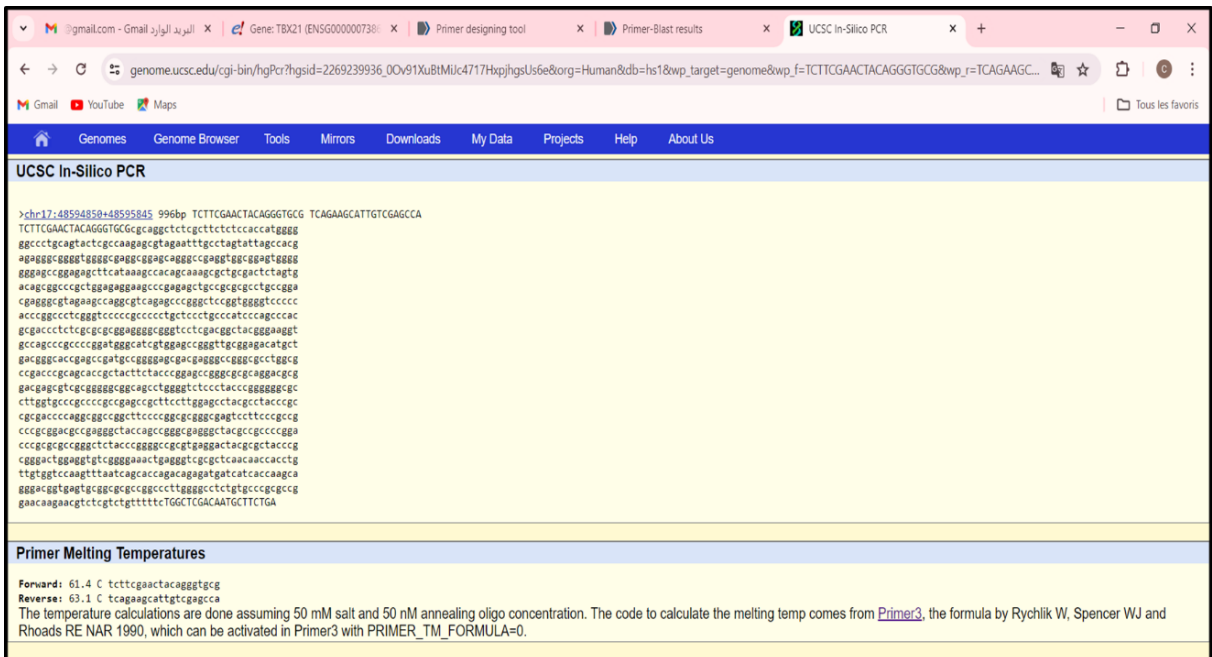 @gmail.com - Gmail البريد الوارد
Gene: TBX21 (ENSG0000007386
Primer designing tool
Primer-Blast results
UCSC In-Silico PCR
genome.ucsc.edu/cgi-bin/hgPcr?hgsid=2269239936_0Ov91XuBtMiJc4717HxpjhgsUs6e&org=Human&db=hs1&wp_target=genome&wp_f=TCTTCGAACTACAGGGTGCG&wp_r=TCAGAAGC...
Gmail YouTube Maps Tous les favoris
Genomes Genome Browser Tools Mirrors Downloads My Data Projects Help About Us
UCSC In-Silico PCR
>chr17:48594850+48595845 996bp TCTTCGAACTACAGGGTGCG TCAGAAGCATTGTCGAGCCA
TCTTCGAACTACAGGGTGCGcgcaggctctcgcttctctccaccatgggg
ggccctgcagtactcgccaagagcgtagaatttgcctagtattagccacg
agagggcggggtggggcgaggcggagcagggccgaggtggcggagtgggg
gggagccggagagcttcataaagccacagcaaagcgctgcgactctagtg
acagcggcccgctggagaggaagcccgagagctgccgcgcgcctgccgga
cgagggcgtagaagccaggcgtcagagcccgggctccggtggggtccccc
acccggccctcgggtcccccgccccctgctccctgcccatcccagcccac
gcgaccctctcgcgcgcggaggggcgggtcctcgacggctacgggaaggt
gccagcccgccccggatgggcatcgtggagccgggttgcggagacatgct
gacgggcaccgagccgatgccggggagcgacgagggccgggcgcctggcg
ccgacccgcagcaccgctacttctacccggagccgggcgcgcaggacgcg
gacgagcgtcgcgggggcggcagcctggggtctccctacccggggggcgc
cttggtgcccgccccgccgagccgcttccttggagcctacgcctacccgc
cgcgaccccaggcggccggcttccccggcgcgggcgagtccttcccgccg
cccgcggacgccgagggctaccagccgggcgagggctacgccgccccgga
cccgcgcgccgggctctacccggggccgcgtgaggactacgcgctacccg
cgggactggaggtgtcggggaaactgagggtcgcgctcaacaaccacctg
ttgtggtccaagtttaatcagcaccagacagagatgatcatcaccaagca
gggacggtgagtgcggcgcgccggcccttggggcctctgtgcccgcgccg
gaacaagaacgtctcgtctgtttttcTGGCTCGACAATGCTTCTGA
Primer Melting Temperatures
Forward: 61.4 C tcttcgaactacagggtgcg
Reverse: 63.1 C tcagaagcattgtcgagcca
The temperature calculations are done assuming 50 mM salt and 50 nM annealing oligo concentration. The code to calculate the melting temp comes from Primer3, the formula by Rychlik W, Spencer WJ and
Rhoads RE NAR 1990, which can be activated in Primer3 with PRIMER_TM_FORMULA=0.